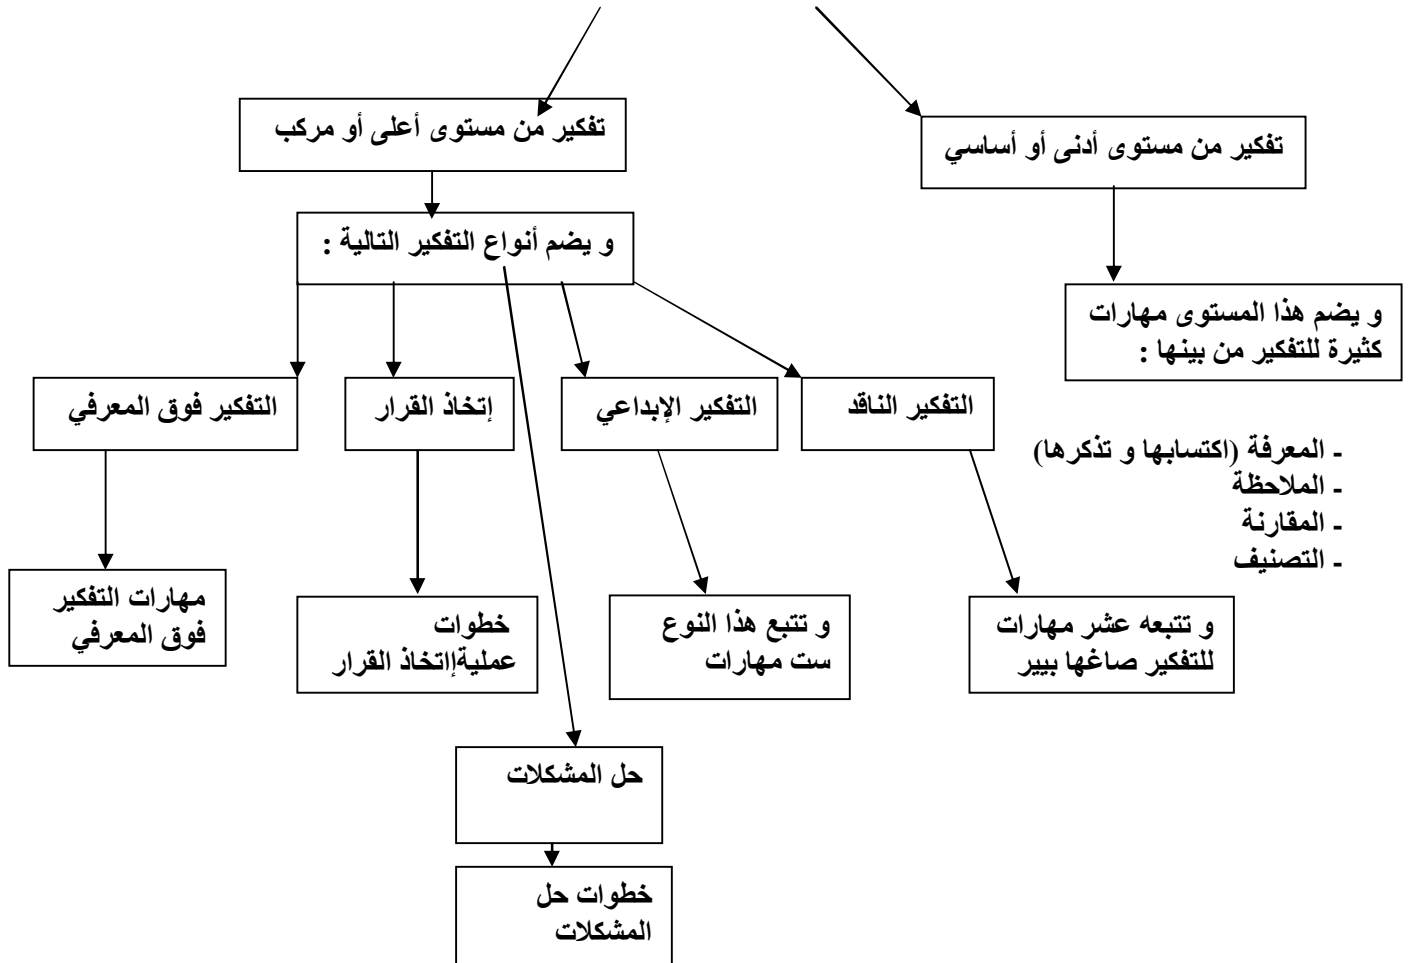 تفكير من مستوى أعلى أو مركب
تفكير من مستوى أدنى أو أساسي
و يضم أنواع التفكير التالية :
و يضم هذا المستوى مهارات
كثيرة للتفكير من بينها :
التفكير الناقد
التفكير الإبداعي
إتخاذ القرار
التفكير فوق المعرفي
- المعرفة (اكتسابها و تذكرها)
- الملاحظة
- المقارنة
- التصنيف
و تتبعه عشر مهارات
للتفكير صاغها بيير
و تتبع هذا النوع
ست مهارات
خطوات
عملية‌إاتخاذ القرار
مهارات التفكير
فوق المعرفي
حل المشكلات
خطوات حل
المشكلات